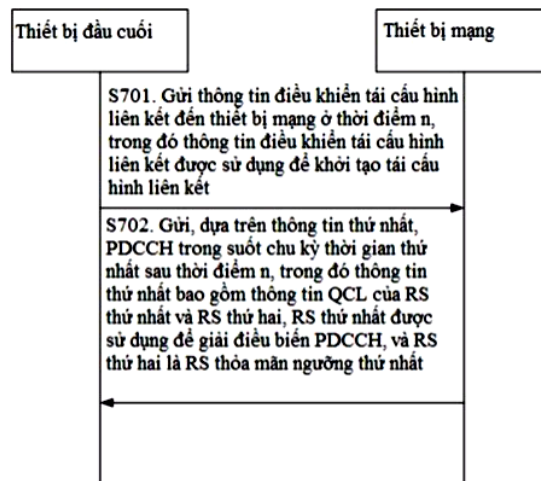 Thiết bị đầu cuối
Thiết bị mạng
S701. Gửi thông tin điều khiển tái cấu hình
liên kết đến thiết bị mạng ở thời điểm n,
trong đó thông tin điều khiển tái cấu hình
liên kết được sử dụng để khởi tạo tái cấu
hình liên kết
S702. Gửi, dựa trên thông tin thứ nhất,
PDCCH trong suốt chu kỳ thời gian thứ
nhất sau thời điểm n, trong đó thông tin
thứ nhất bao gồm thông tin QCL của RS
thứ nhất và RS thứ hai, RS thứ nhất được
sử dụng để giải điều biến PDCCH, và RS
thứ hai là RS thỏa mãn ngưỡng thứ nhất